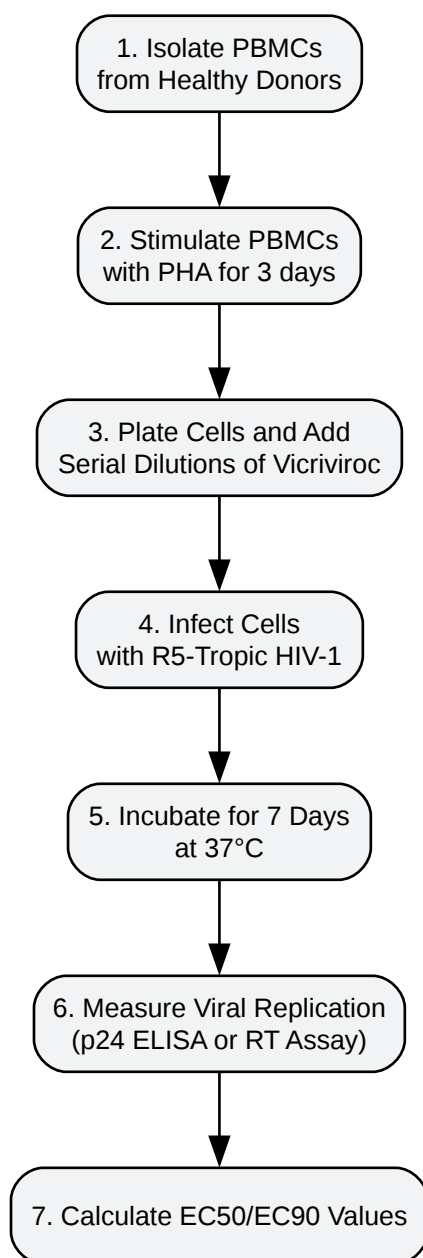 1. Isolate PBMCs
from Healthy Donors
2. Stimulate PBMCs
with PHA for 3 days
3. Plate Cells and Add
Serial Dilutions of Vicriviroc
4. Infect Cells
with R5-Tropic HIV-1
5. Incubate for 7 Days
at 37°C
6. Measure Viral Replication
(p24 ELISA or RT Assay)
7. Calculate EC50/EC90 Values